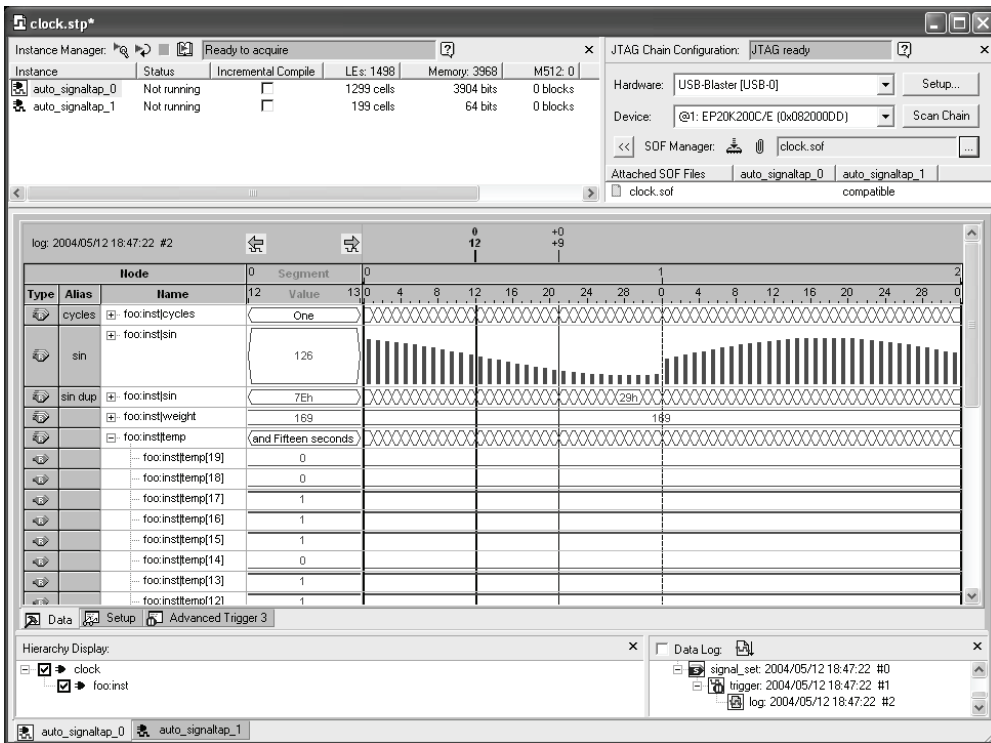 clock.stp*
Instance Manager: Ready to acquire
JTAG Chain Configuration: JTAG ready
Instance Status Incremental Compile LEs: 1498 Memory: 3968 M512: 0
auto_signaltap_0 Not running 1299 cells 3904 bits 0 blocks
auto_signaltap_1 Not running 199 cells 64 bits 0 blocks
Hardware: USB-Blaster [USB-0] Setup...
Device: @1: EP20K200C/E (0x082000DD) Scan Chain
<< SOF Manager: clock.sof ...
Attached SOF Files auto_signaltap_0 auto_signaltap_1
clock.sof compatible
log: 2004/05/12 18:47:22 #2
0 +0
12 +9
Node 0 Segment 0 1 2
Type Alias Name 12 Value 13 0 4 8 12 16 20 24 28 0 4 8 12 16 20 24 28 0
cycles foo:inst|cycles One
sin foo:inst|sin 126
sin dup foo:inst|sin 7Eh 29h
foo:inst|weight 169 169
foo:inst|temp and Fifteen seconds
foo:inst|temp[19] 0
foo:inst|temp[18] 0
foo:inst|temp[17] 1
foo:inst|temp[16] 1
foo:inst|temp[15] 1
foo:inst|temp[14] 0
foo:inst|temp[13] 1
foo:inst|temp[12] 1
Data Setup Advanced Trigger 3
Hierarchy Display:
clock
foo:inst
Data Log:
signal_set: 2004/05/12 18:47:22 #0
trigger: 2004/05/12 18:47:22 #1
log: 2004/05/12 18:47:22 #2
auto_signaltap_0 auto_signaltap_1